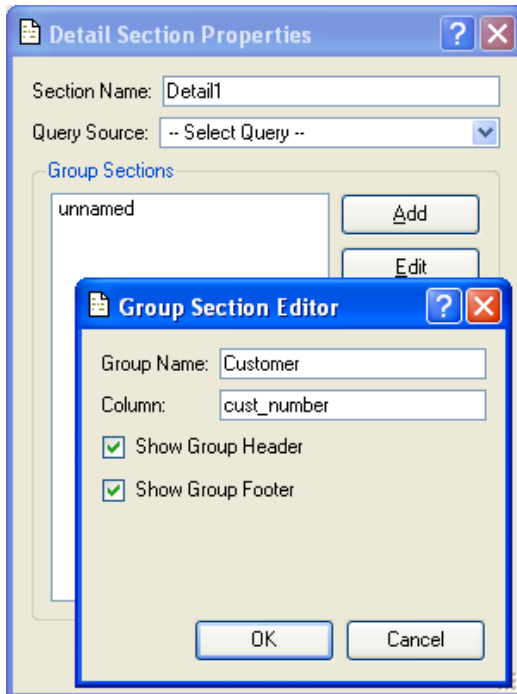 Detail Section Properties
Section Name: Detail1
Query Source: -- Select Query --
Group Sections
unnamed
Add
Edit
Group Section Editor
Group Name: Customer
Column: cust_number
Show Group Header
Show Group Footer
OK Cancel